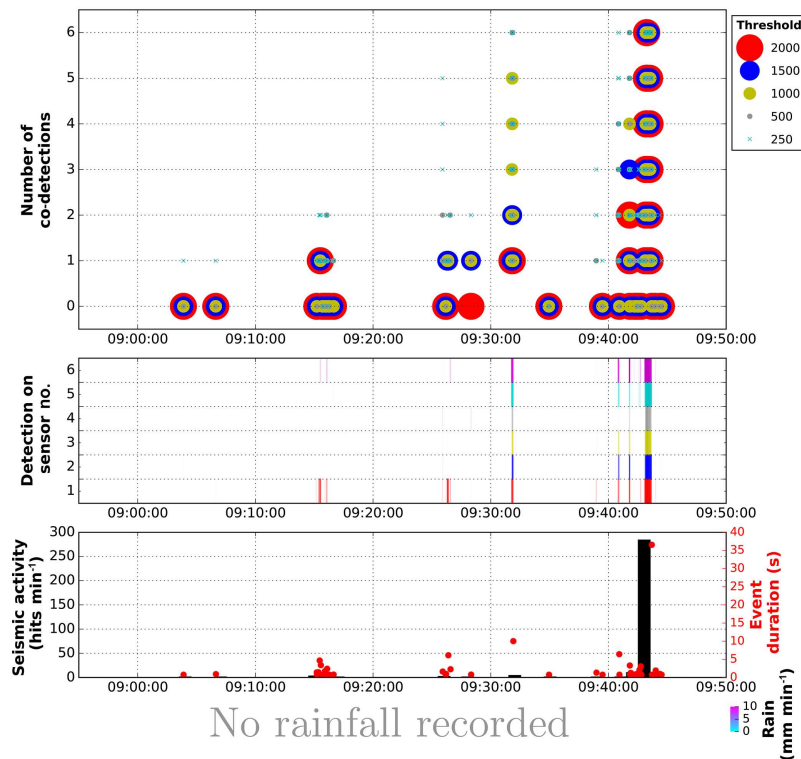 Number of
co-detections
6
5
4
3
2
1
0
09:00:00 09:10:00 09:20:00 09:30:00 09:40:00 09:50:00
Threshold
2000
1500
1000
500
250
Detection on
sensor no.
6
5
4
3
2
1
09:00:00 09:10:00 09:20:00 09:30:00 09:40:00 09:50:00
Seismic activity
(hits min⁻¹)
300
250
200
150
100
50
0
09:00:00 09:10:00 09:20:00 09:30:00 09:40:00 09:50:00
40
35
30
25
20
15
10
5
0
Event
duration (s)
No rainfall recorded
10
5
0
Rain
(mm min⁻¹)